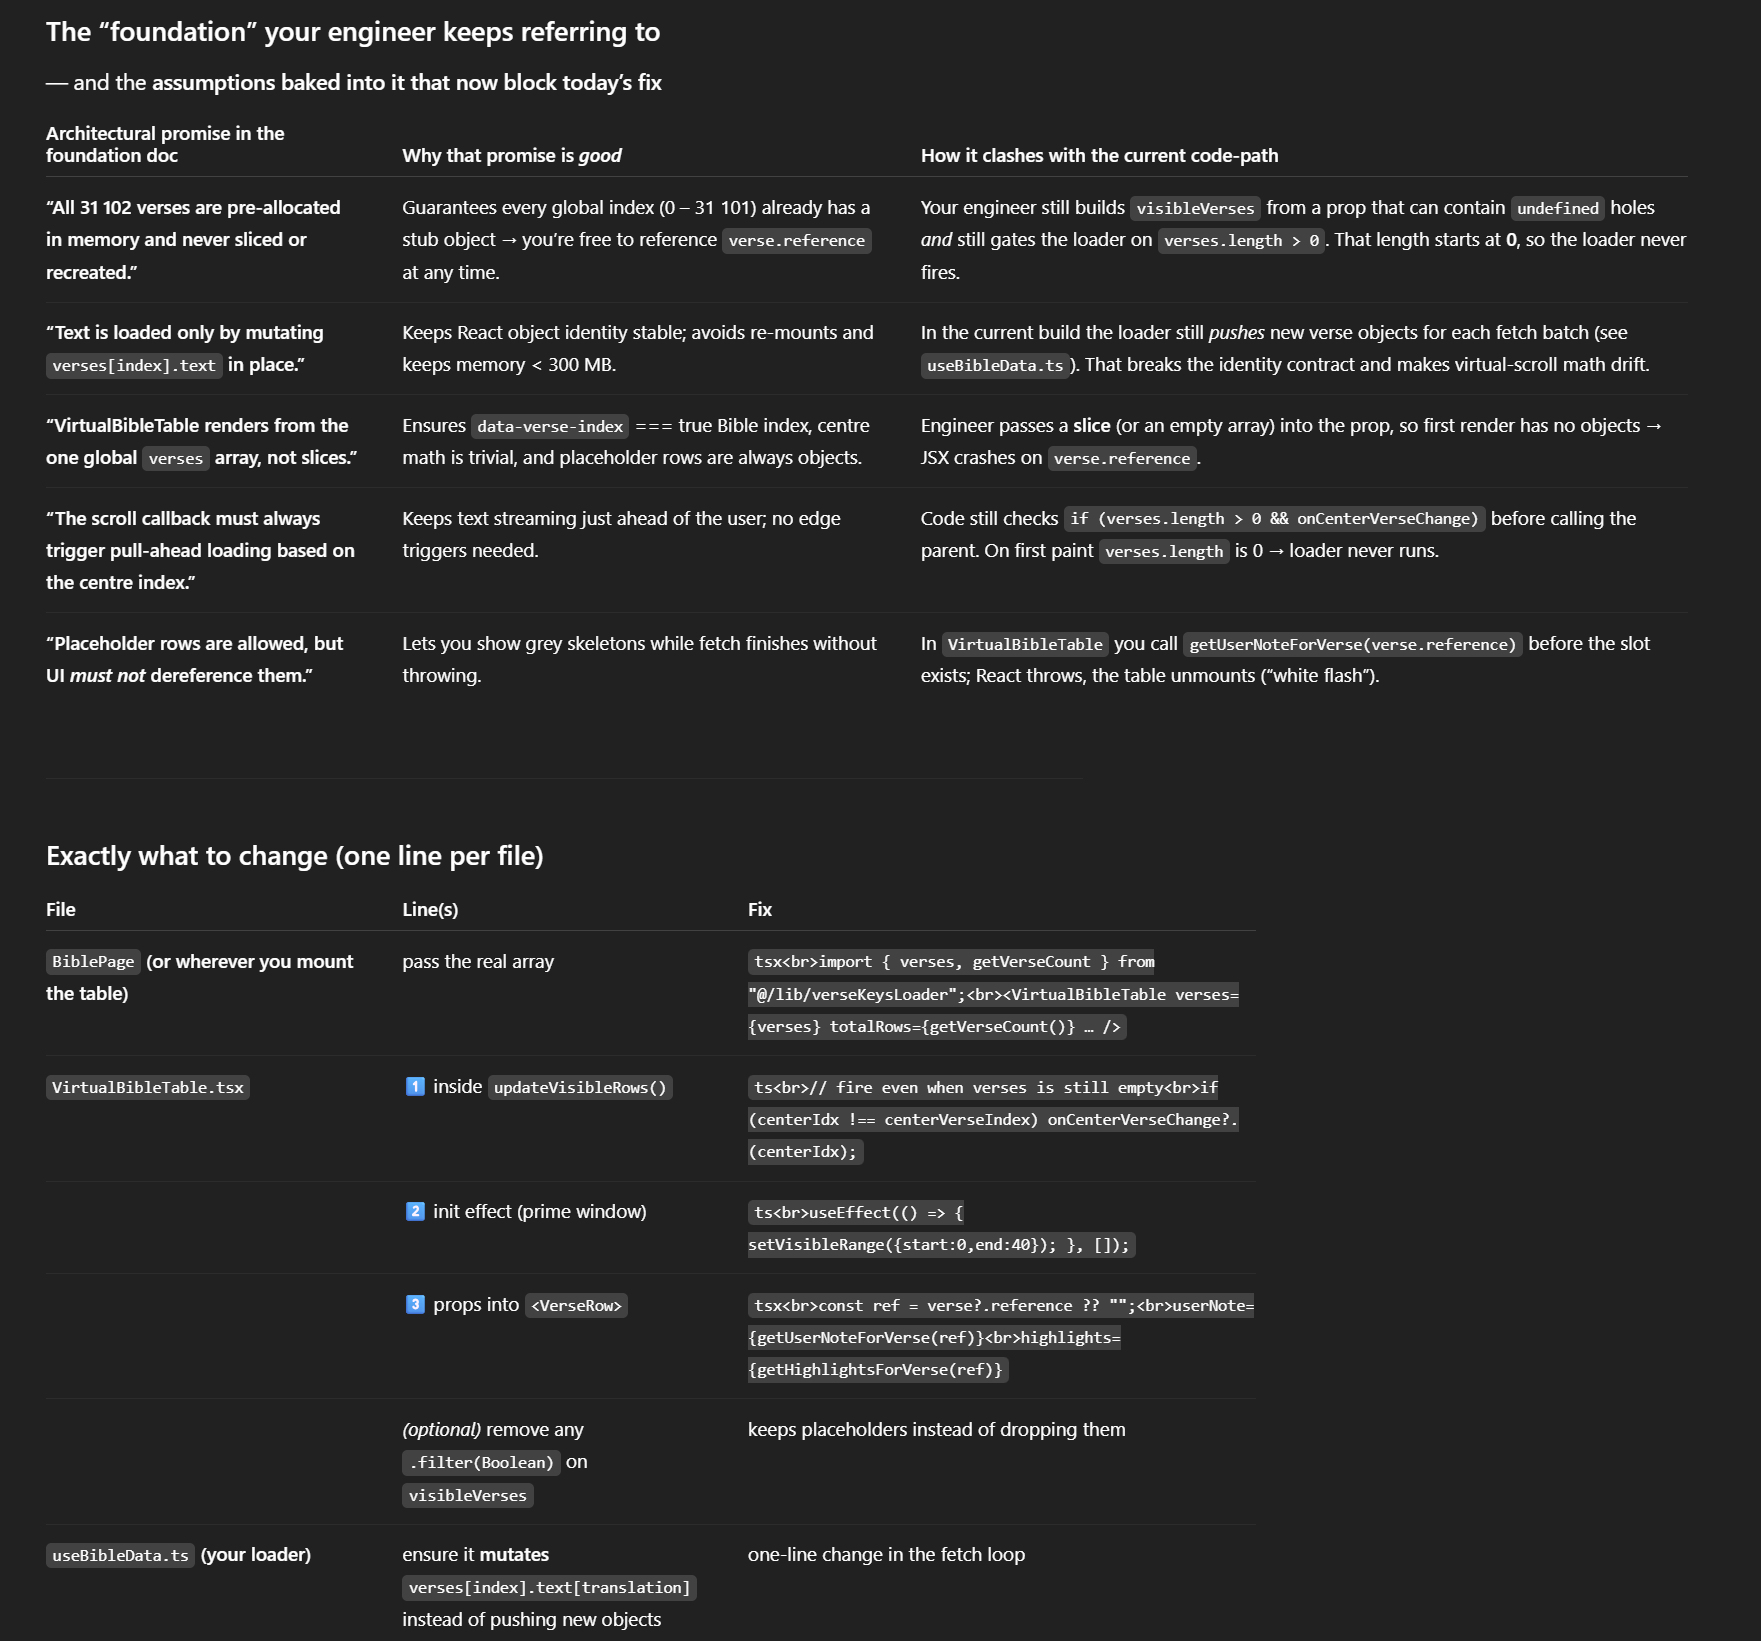 The “foundation” your engineer keeps referring to
— and the assumptions baked into it that now block today’s fix
Architectural promise in the
foundation doc
Why that promise is good
How it clashes with the current code-path
“All 31 102 verses are pre-allocated
in memory and never sliced or
recreated.”
Guarantees every global index (0 – 31 101) already has a
stub object → you’re free to reference verse.reference
at any time.
Your engineer still builds visibleVerses from a prop that can contain undefined holes
and still gates the loader on verses.length > 0. That length starts at 0, so the loader never
fires.
“Text is loaded only by mutating
verses[index].text in place.”
Keeps React object identity stable; avoids re-mounts and
keeps memory < 300 MB.
In the current build the loader still pushes new verse objects for each fetch batch (see
useBibleData.ts). That breaks the identity contract and makes virtual-scroll math drift.
“VirtualBibleTable renders from the
one global verses array, not slices.”
Ensures data-verse-index === true Bible index, centre
math is trivial, and placeholder rows are always objects.
Engineer passes a slice (or an empty array) into the prop, so first render has no objects →
JSX crashes on verse.reference.
“The scroll callback must always
trigger pull-ahead loading based on
the centre index.”
Keeps text streaming just ahead of the user; no edge
triggers needed.
Code still checks if (verses.length > 0 && onCenterVerseChange) before calling the
parent. On first paint verses.length is 0 → loader never runs.
“Placeholder rows are allowed, but
UI must not dereference them.”
Lets you show grey skeletons while fetch finishes without
throwing.
In VirtualBibleTable you call getUserNoteForVerse(verse.reference) before the slot
exists; React throws, the table unmounts (“white flash”).
Exactly what to change (one line per file)
File
Line(s)
Fix
BiblePage (or wherever you mount
the table)
pass the real array
tsx<br>import { verses, getVerseCount } from
"@/lib/verseKeysLoader";<br><VirtualBibleTable verses=
{verses} totalRows={getVerseCount()} … />
VirtualBibleTable.tsx
1️⃣ inside updateVisibleRows()
ts<br>// fire even when verses is still empty<br>if
(centerIdx !== centerVerseIndex) onCenterVerseChange?.
(centerIdx);
2️⃣ init effect (prime window)
ts<br>useEffect(() => {
setVisibleRange({start:0,end:40}); }, []);
3️⃣ props into <VerseRow>
tsx<br>const ref = verse?.reference ?? "";<br>userNote=
{getUserNoteForVerse(ref)}<br>highlights=
{getHighlightsForVerse(ref)}
(optional) remove any
.filter(Boolean) on
visibleVerses
keeps placeholders instead of dropping them
useBibleData.ts (your loader)
ensure it mutates
verses[index].text[translation]
instead of pushing new objects
one-line change in the fetch loop